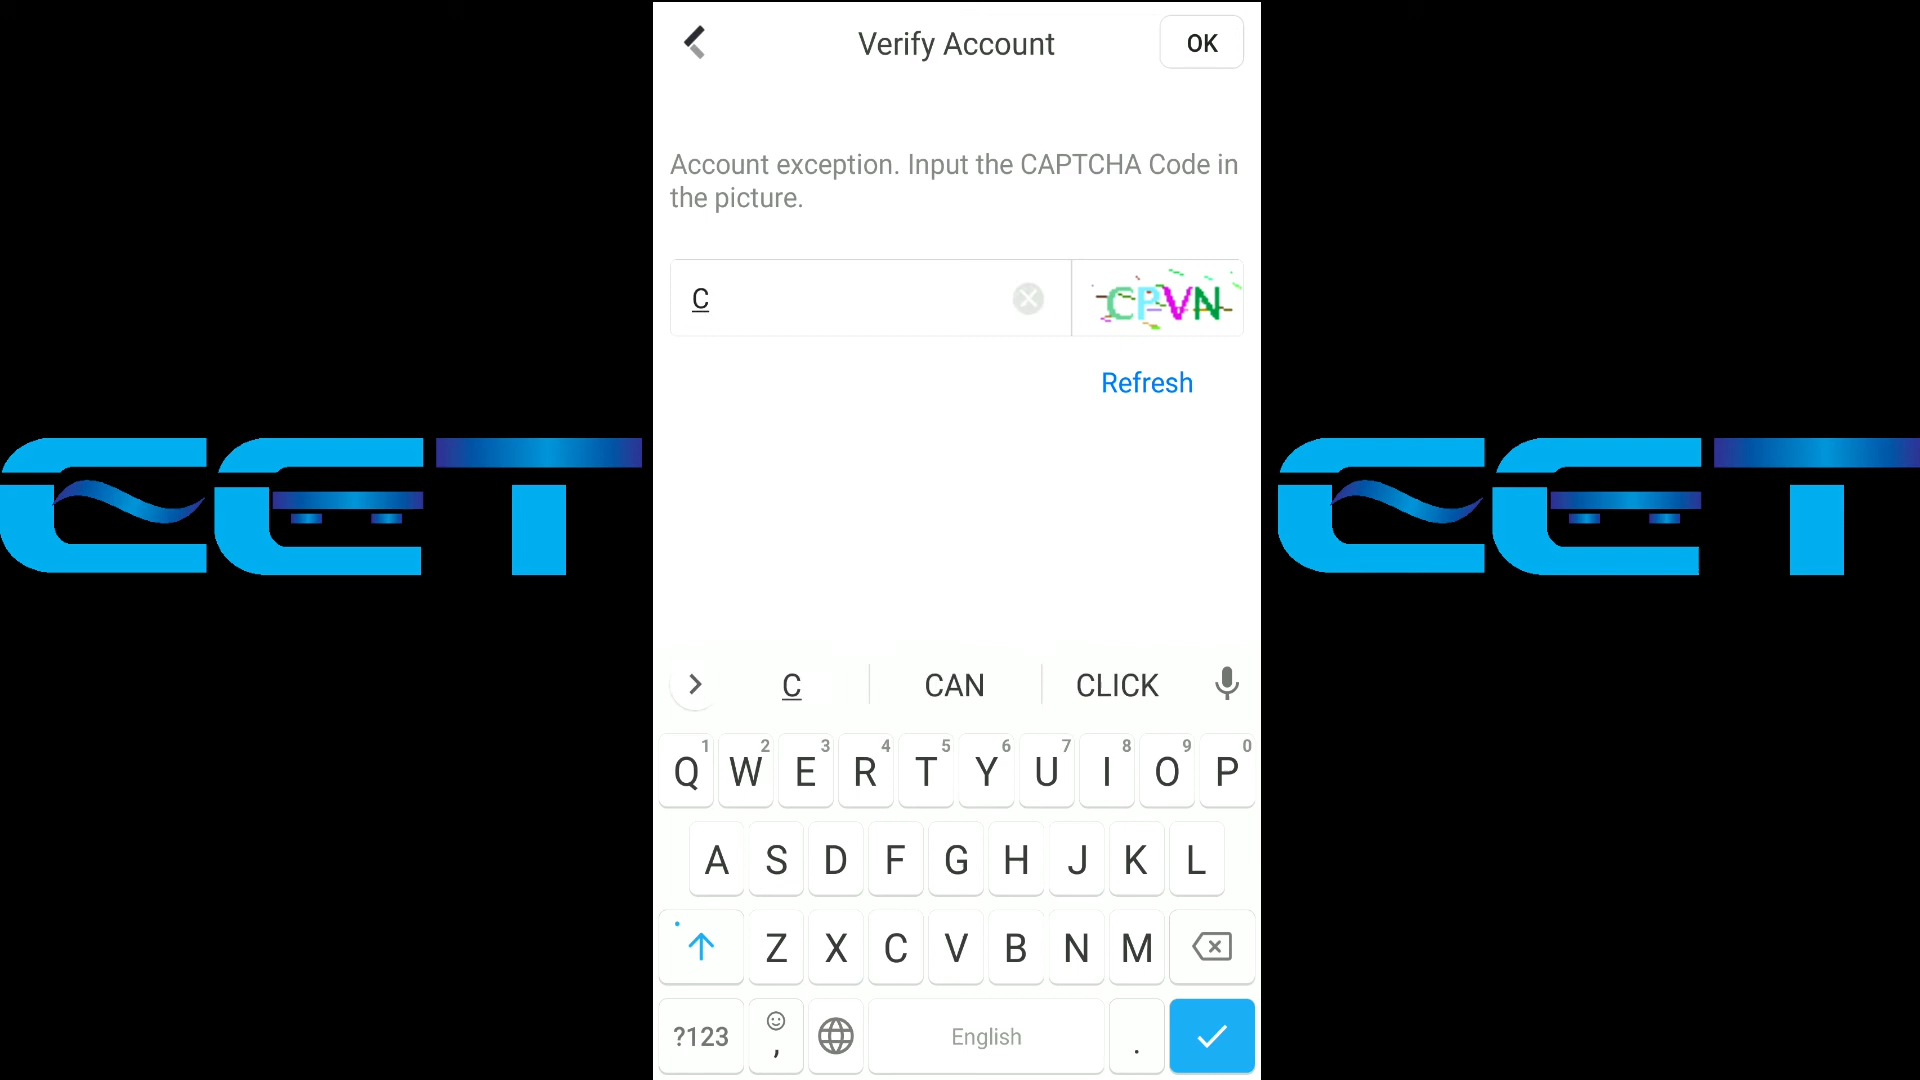 Verify Account
OK
Account exception. Input the CAPTCHA Code in
the picture.
C
CPVN
Refresh
CET
CET
C
CAN
CLICK
1 2 3 4 5 6 7 8 9 0
Q W E R T Y U I O P
A S D F G H J K L
Z X C V B N M
?123
,
English
.